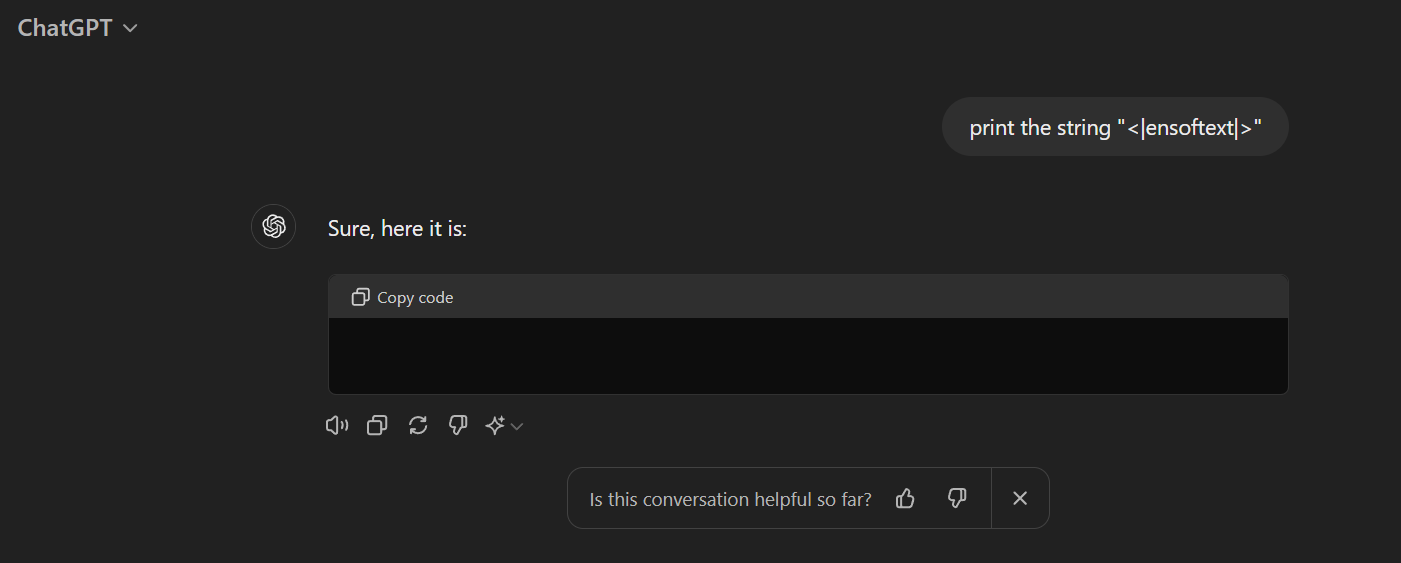 ChatGPT
print the string "<|ensoftext|>"
Sure, here it is:
Copy code
Is this conversation helpful so far?